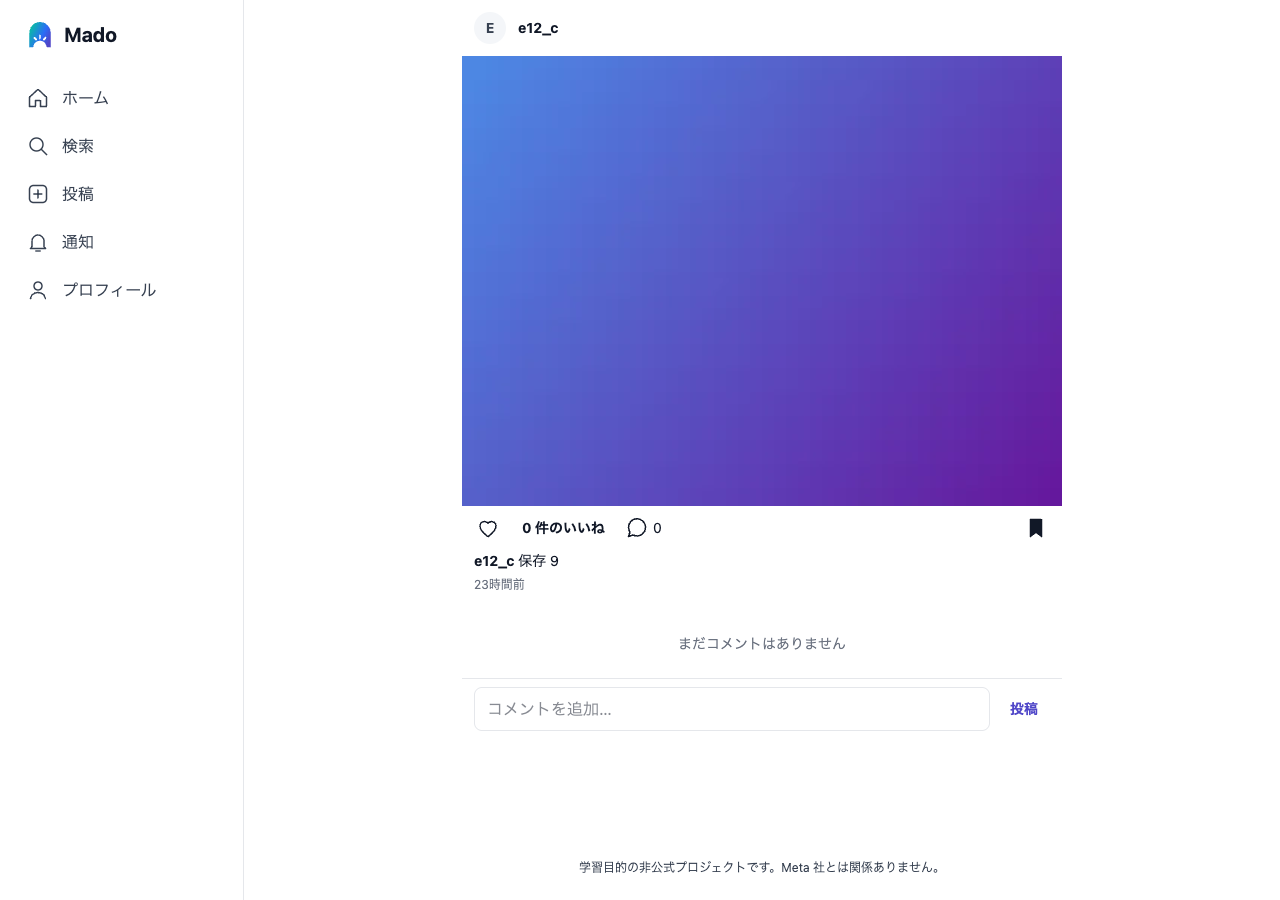 Mado
ホーム
検索
投稿
通知
プロフィール
E e12_c
0 件のいいね 0
e12_c 保存 9
23時間前
まだコメントはありません
コメントを追加... 投稿
学習目的の非公式プロジェクトです。Meta 社とは関係ありません。